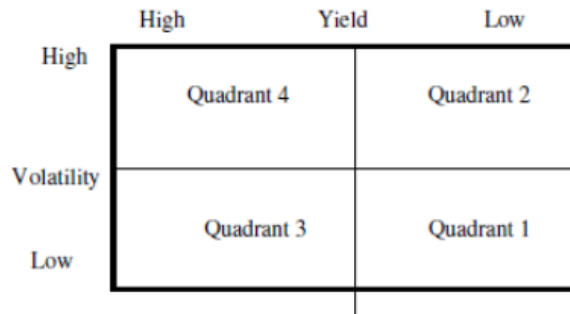 High Yield Low
High
Quadrant 4 Quadrant 2
Volatility
Quadrant 3 Quadrant 1
Low